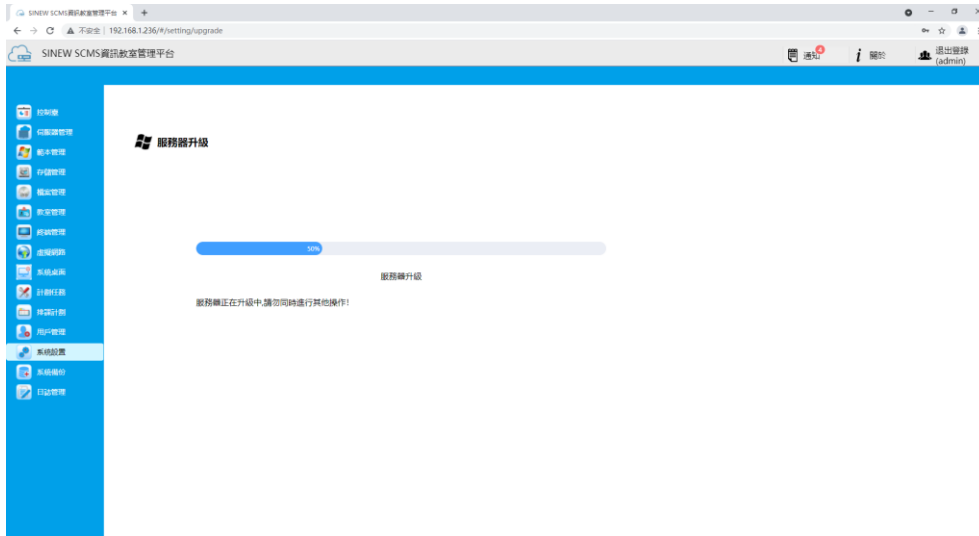 SINEW SCMS資訊教室管理平台
不安全 | 192.168.1.236/#/setting/upgrade
SINEW SCMS資訊教室管理平台
通知 4
關於
退出登錄
(admin)
控制臺
伺服器管理
範本管理
存儲管理
檔案管理
教室管理
終端管理
虛擬網路
系統桌面
計劃任務
排課計劃
用戶管理
系統設置
系統備份
日誌管理
服務器升級
50%
服務器升級
服務器正在升級中,請勿同時進行其他操作!